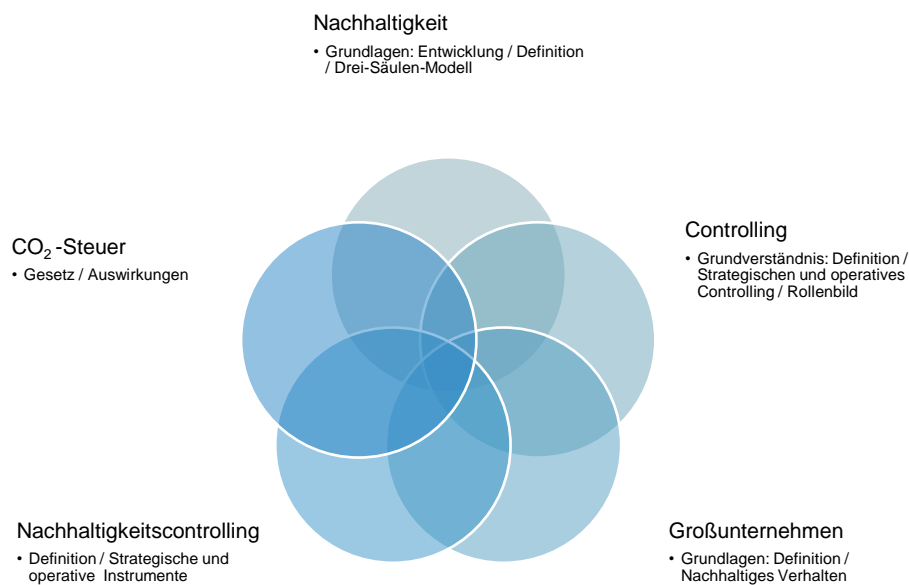 Nachhaltigkeit
• Grundlagen: Entwicklung / Definition
/ Drei-Säulen-Modell
CO₂ -Steuer
• Gesetz / Auswirkungen
Controlling
• Grundverständnis: Definition /
Strategischen und operatives
Controlling / Rollenbild
Nachhaltigkeitscontrolling
• Definition / Strategische und
operative Instrumente
Großunternehmen
• Grundlagen: Definition /
Nachhaltiges Verhalten